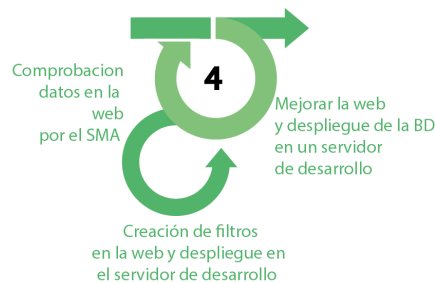 4
Comprobacion
datos en la
web
por el SMA
Mejorar la web
y despliegue de la BD
en un servidor
de desarrollo
Creación de filtros
en la web y despliegue en
el servidor de desarrollo